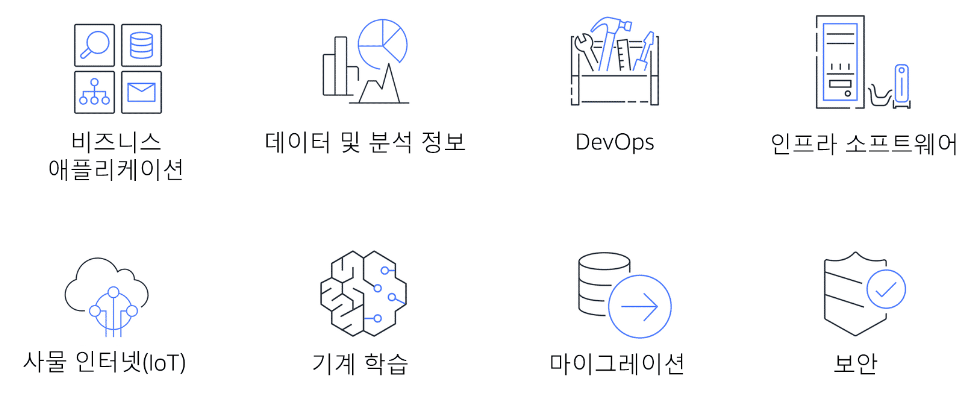 비즈니스
애플리케이션
데이터 및 분석 정보
DevOps
인프라 소프트웨어
사물 인터넷(IoT)
기계 학습
마이그레이션
보안